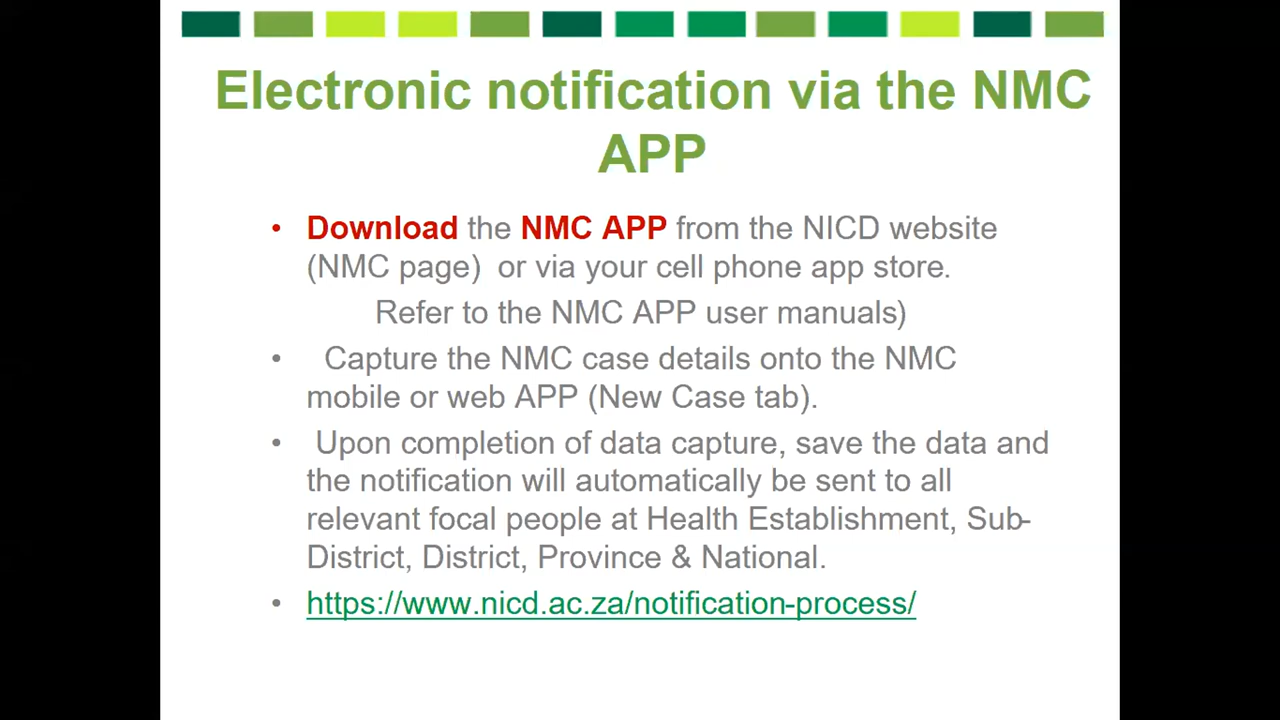 Electronic notification via the NMC
APP
• Download the NMC APP from the NICD website
(NMC page)  or via your cell phone app store.
Refer to the NMC APP user manuals)
• Capture the NMC case details onto the NMC
mobile or web APP (New Case tab).
• Upon completion of data capture, save the data and
the notification will automatically be sent to all
relevant focal people at Health Establishment, Sub-
District, District, Province & National.
• https://www.nicd.ac.za/notification-process/